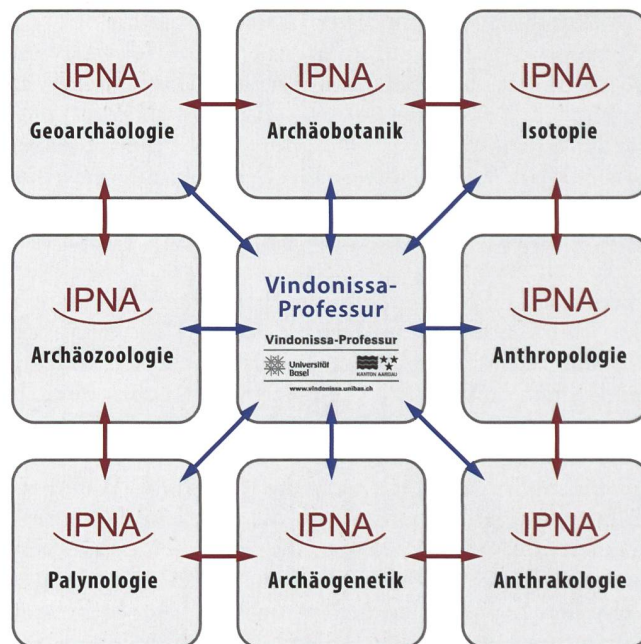 IPNA
Geoarchäologie
IPNA
Archäobotanik
IPNA
Isotopie
IPNA
Archäozoologie
Vindonissa-
Professur
Vindonissa-Professur
Universität
Basel
KANTON AARGAU
www.vindonissa.unibas.ch
IPNA
Anthropologie
IPNA
Palynologie
IPNA
Archäogenetik
IPNA
Anthrakologie